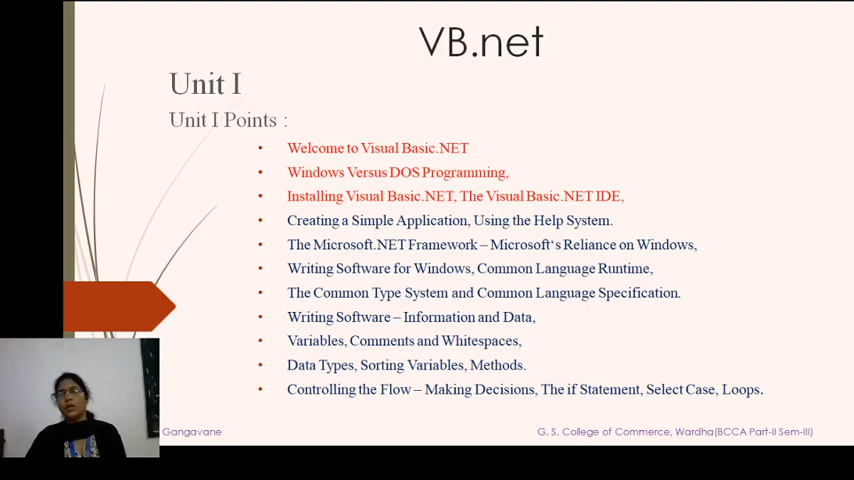 VB.net
Unit I
Unit I Points :
• Welcome to Visual Basic.NET
• Windows Versus DOS Programming,
• Installing Visual Basic.NET, The Visual Basic.NET IDE,
• Creating a Simple Application, Using the Help System.
• The Microsoft.NET Framework – Microsoft‘s Reliance on Windows,
• Writing Software for Windows, Common Language Runtime,
• The Common Type System and Common Language Specification.
• Writing Software – Information and Data,
• Variables, Comments and Whitespaces,
• Data Types, Sorting Variables, Methods.
• Controlling the Flow – Making Decisions, The if Statement, Select Case, Loops.
Gangavane G. S. College of Commerce, Wardha(BCCA Part-II Sem-III)